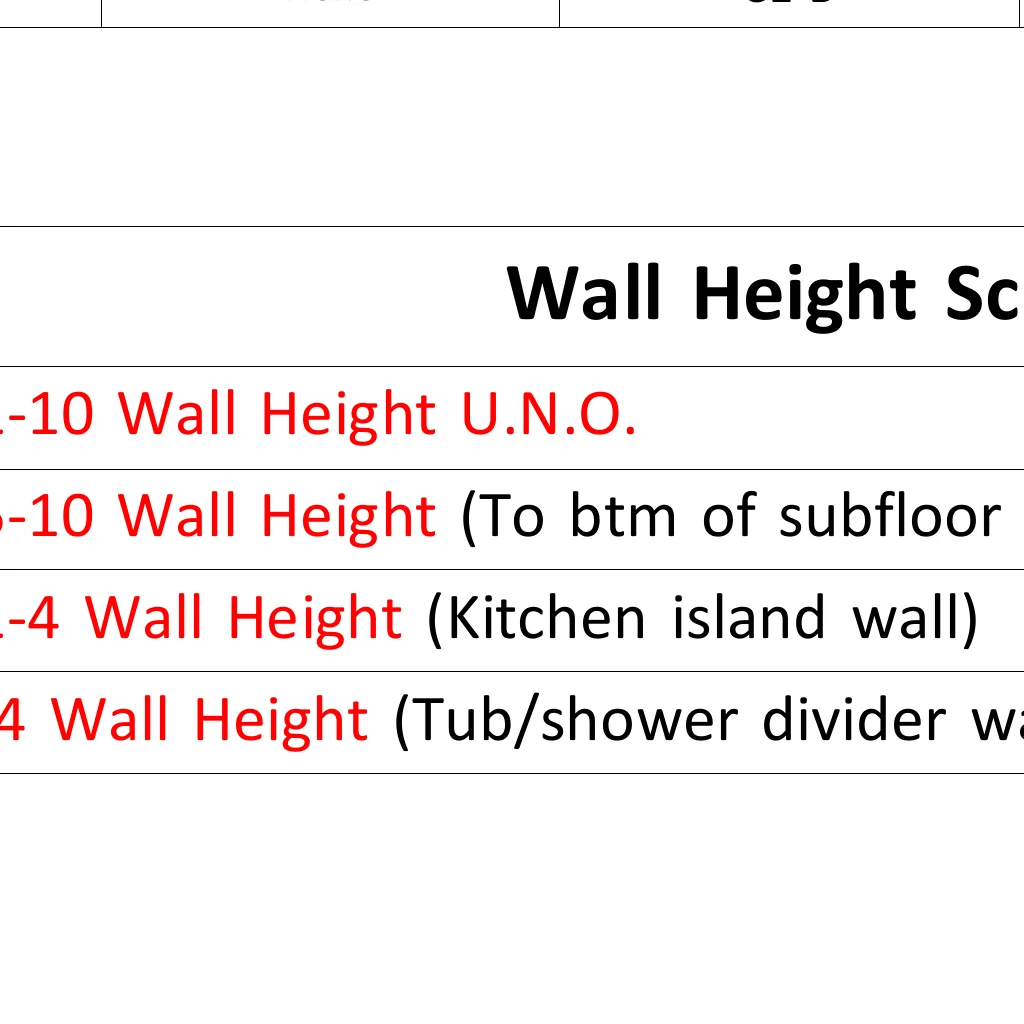 Wall Height Sc
-10 Wall Height U.N.O.
-10 Wall Height (To btm of subfloor
-4 Wall Height (Kitchen island wall)
4 Wall Height (Tub/shower divider